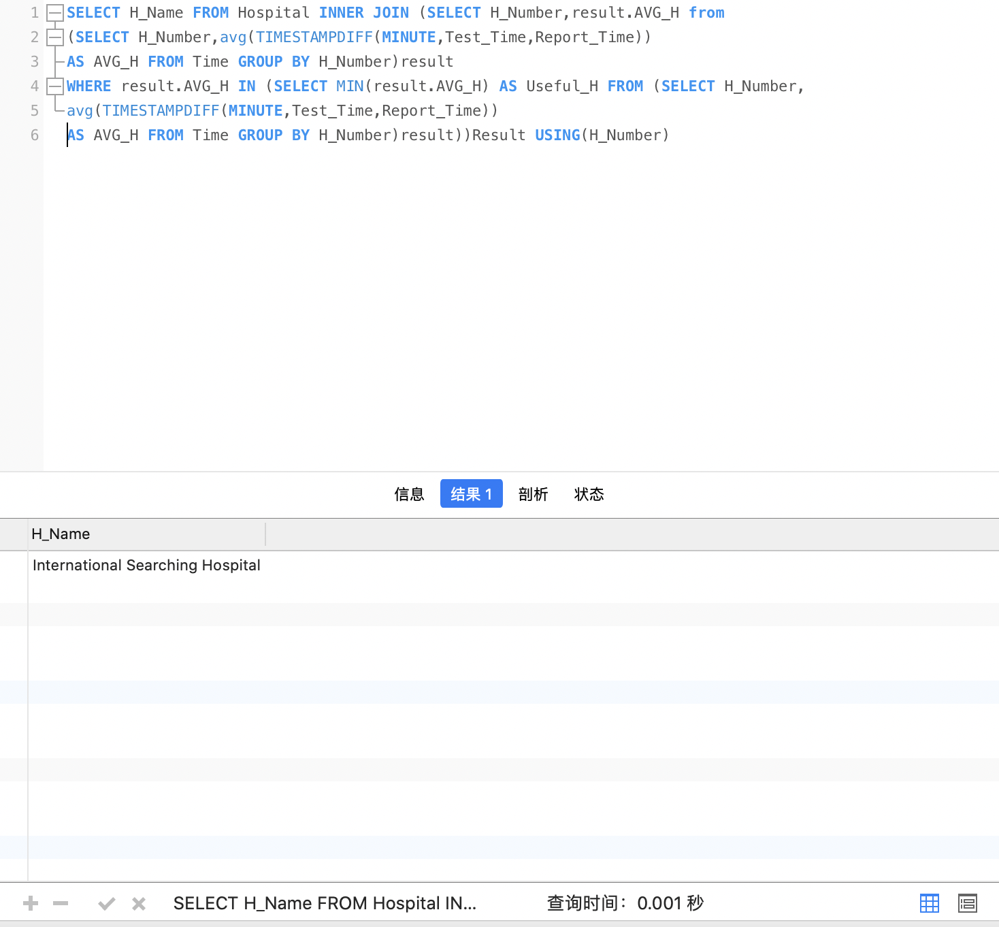 1 SELECT H_Name FROM Hospital INNER JOIN (SELECT H_Number,result.AVG_H from
2 (SELECT H_Number,avg(TIMESTAMPDIFF(MINUTE,Test_Time,Report_Time))
3 AS AVG_H FROM Time GROUP BY H_Number)result
4 WHERE result.AVG_H IN (SELECT MIN(result.AVG_H) AS Useful_H FROM (SELECT H_Number,
5 avg(TIMESTAMPDIFF(MINUTE,Test_Time,Report_Time))
6 AS AVG_H FROM Time GROUP BY H_Number)result))Result USING(H_Number)
信息 结果 1 剖析 状态
H_Name
International Searching Hospital
SELECT H_Name FROM Hospital IN... 查询时间：0.001 秒